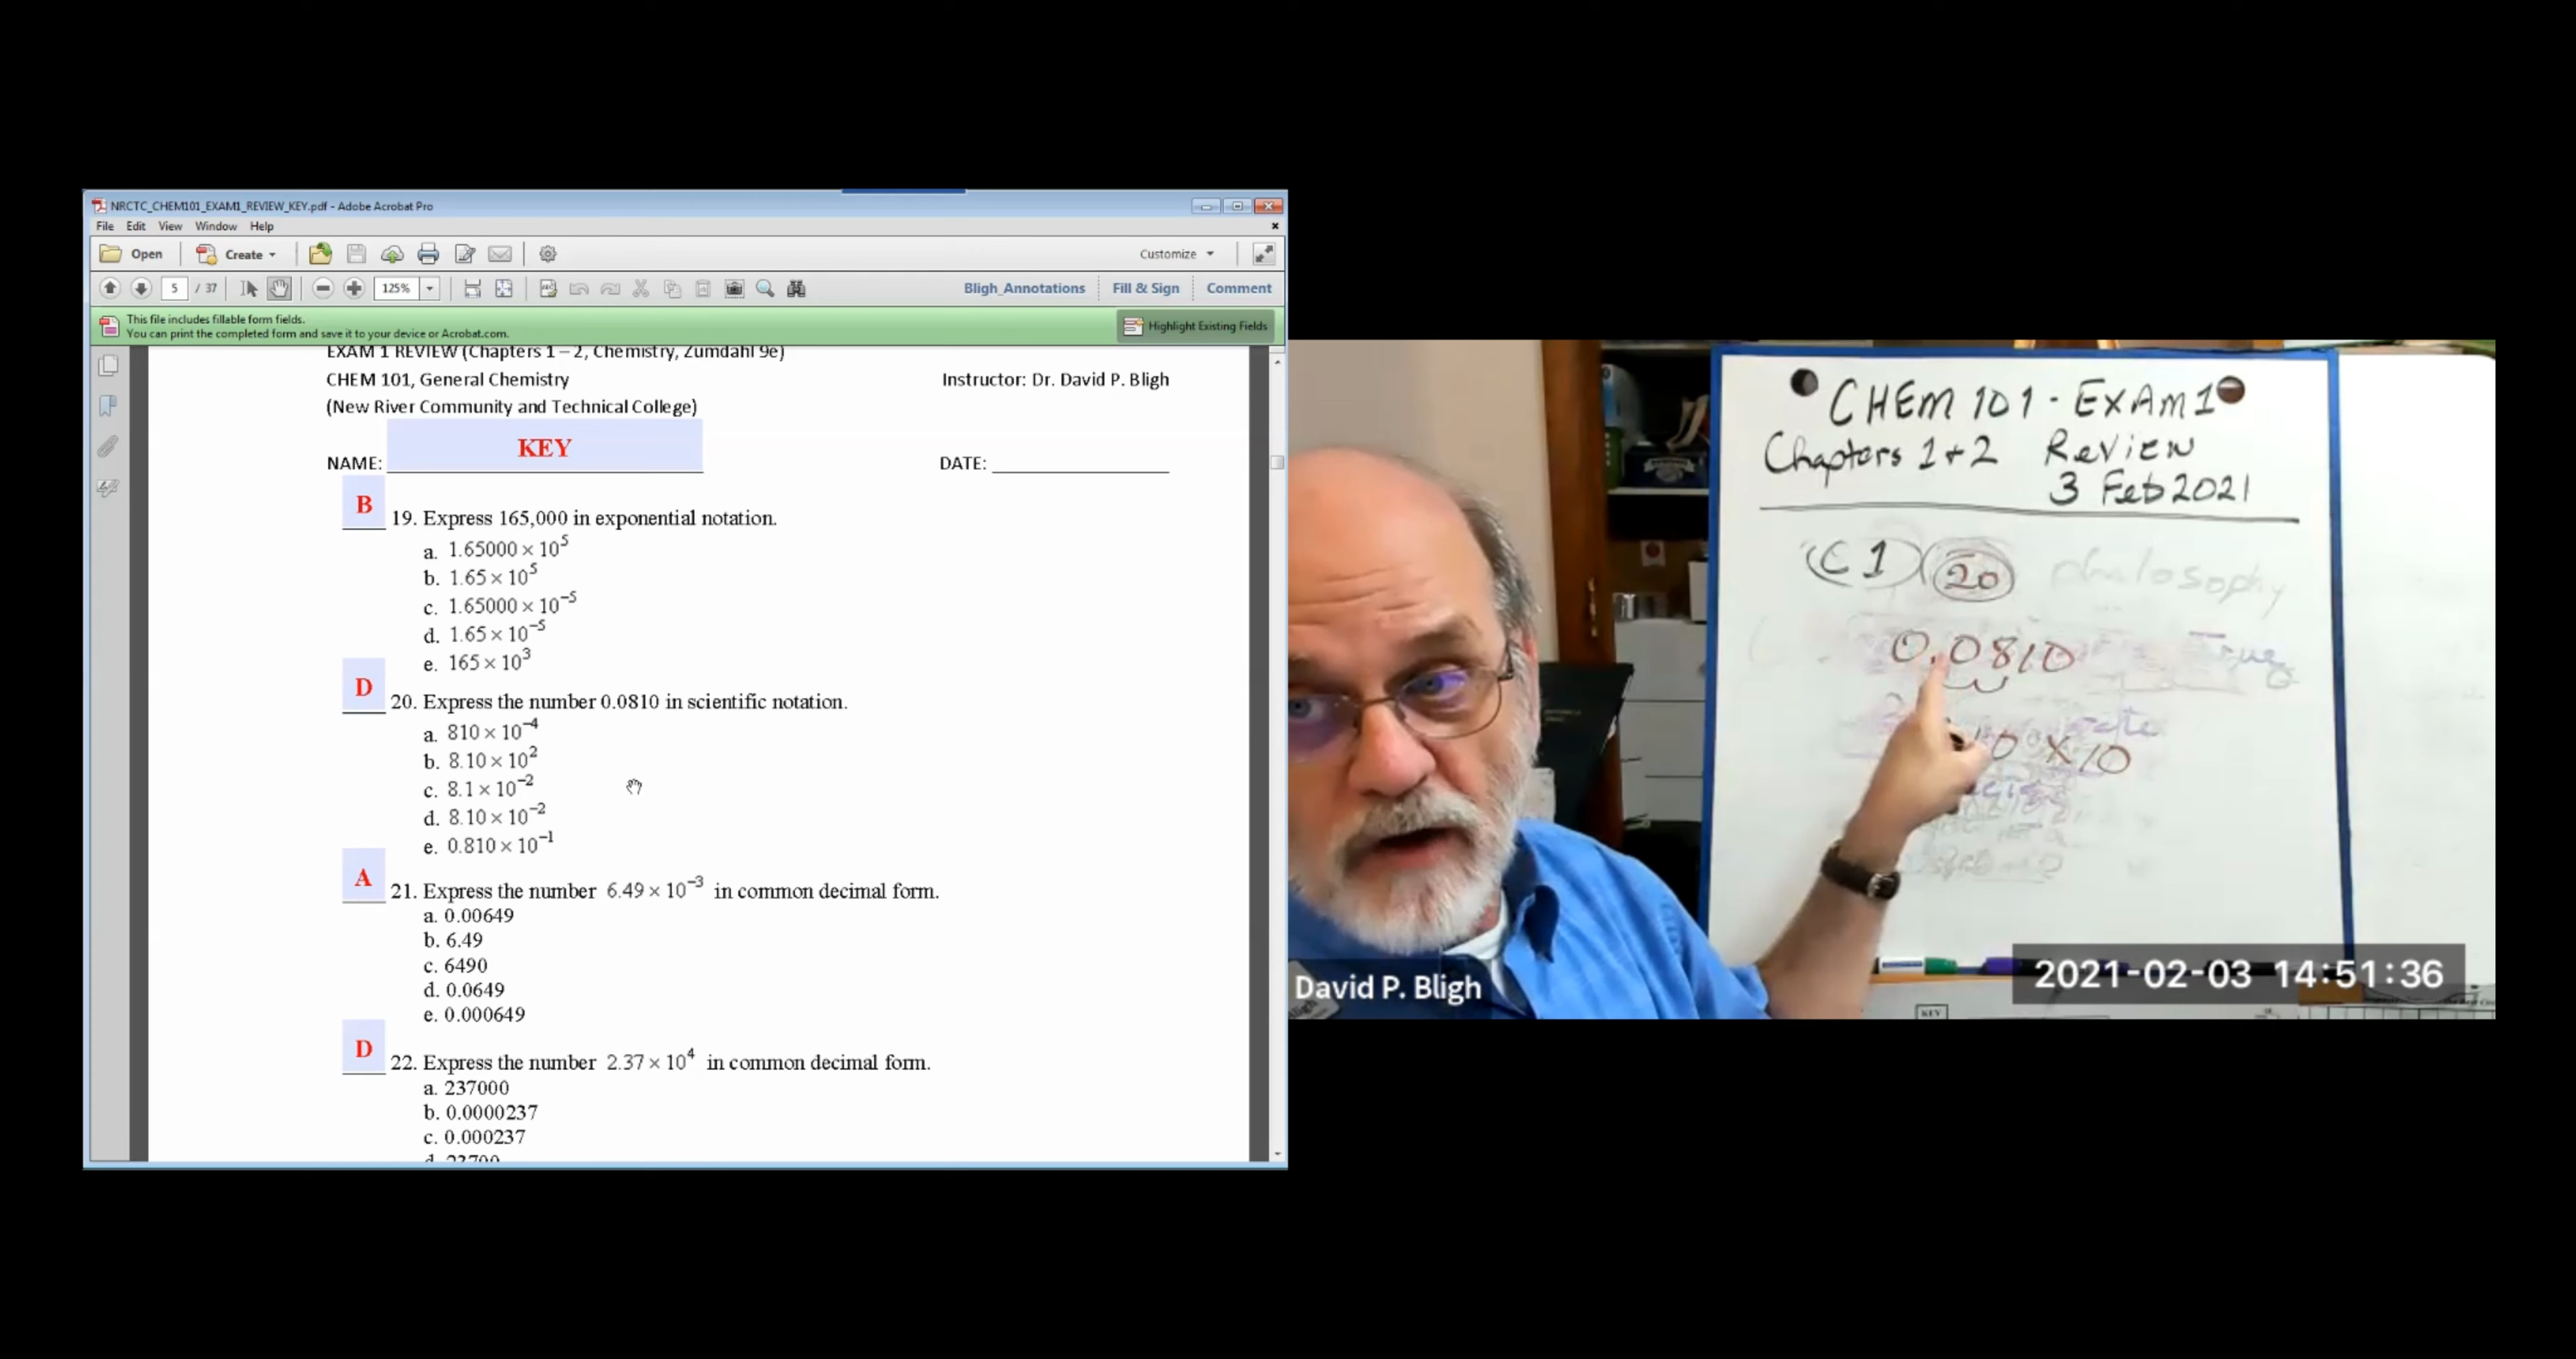 NRCTC_CHEM101_EXAM1_REVIEW_KEY.pdf - Adobe Acrobat Pro
File Edit View Window Help
Open Create Customize
5 / 37 125% Bligh_Annotations Fill & Sign Comment
This file includes fillable form fields.
You can print the completed form and save it to your device or Acrobat.com.
Highlight Existing Fields
EXAM 1 REVIEW (Chapters 1 – 2, Chemistry, Zumdahl 9e)
CHEM 101, General Chemistry Instructor: Dr. David P. Bligh
(New River Community and Technical College)
NAME: KEY DATE:
B 19. Express 165,000 in exponential notation.
a. 1.65000 × 10⁵
b. 1.65 × 10⁵
c. 1.65000 × 10⁻⁵
d. 1.65 × 10⁻⁵
e. 165 × 10³
D 20. Express the number 0.0810 in scientific notation.
a. 810 × 10⁻⁴
b. 8.10 × 10²
c. 8.1 × 10⁻²
d. 8.10 × 10⁻²
e. 0.810 × 10⁻¹
A 21. Express the number 6.49 × 10⁻³ in common decimal form.
a. 0.00649
b. 6.49
c. 6490
d. 0.0649
e. 0.000649
D 22. Express the number 2.37 × 10⁴ in common decimal form.
a. 237000
b. 0.0000237
c. 0.000237
d. 23700
CHEM 101 - EXAM 1
Chapters 1 + 2 Review
3 Feb 2021
C 1 20 philosophy
0.0810
10 × 10
David P. Bligh
2021-02-03 14:51:36
KEY